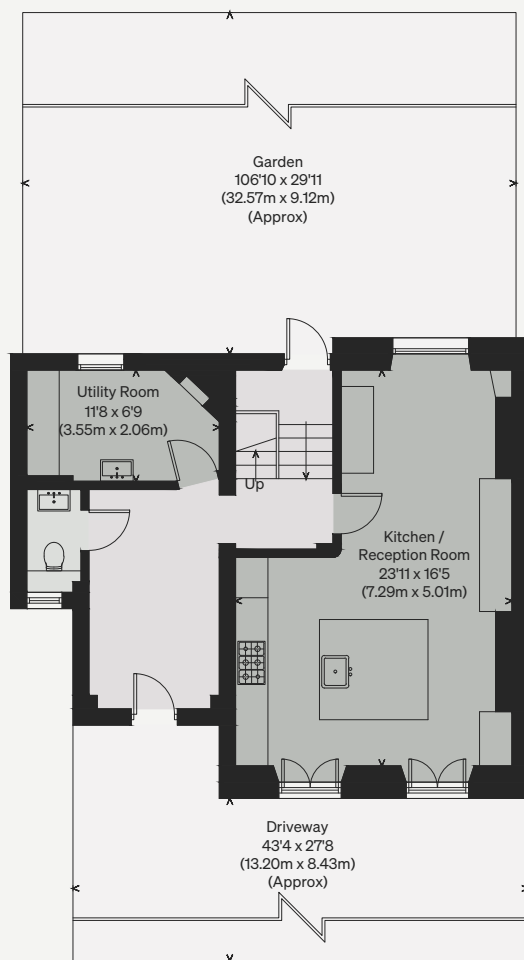 Garden
106'10 x 29'11
(32.57m x 9.12m)
(Approx)
Utility Room
11'8 x 6'9
(3.55m x 2.06m)
Up
Kitchen /
Reception Room
23'11 x 16'5
(7.29m x 5.01m)
Driveway
43'4 x 27'8
(13.20m x 8.43m)
(Approx)